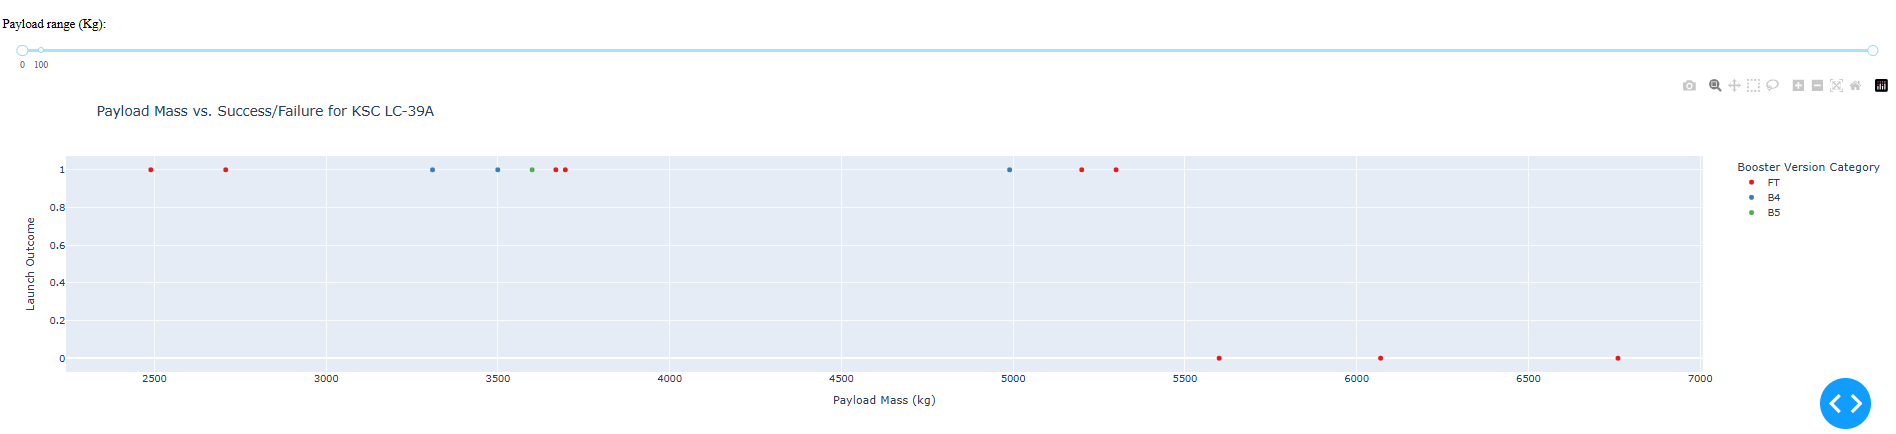 Payload range (Kg):
0 100
Payload Mass vs. Success/Failure for KSC LC-39A
Booster Version Category
FT
B4
B5
1
0.8
0.6
0.4
0.2
0
Launch Outcome
2500 3000 3500 4000 4500 5000 5500 6000 6500 7000
Payload Mass (kg)